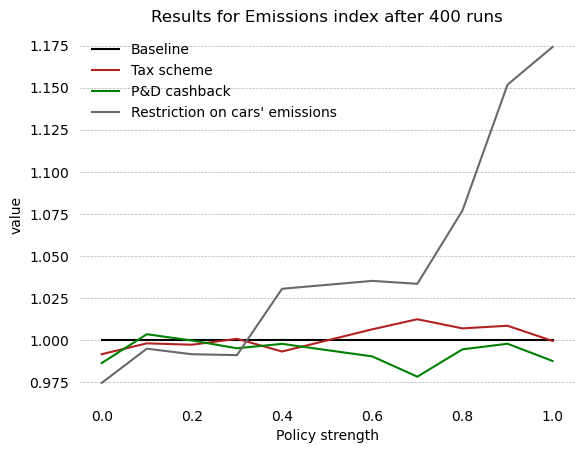 Results for Emissions index after 400 runs
Baseline
Tax scheme
P&D cashback
Restriction on cars' emissions
value
1.175
1.150
1.125
1.100
1.075
1.050
1.025
1.000
0.975
0.0 0.2 0.4 0.6 0.8 1.0
Policy strength